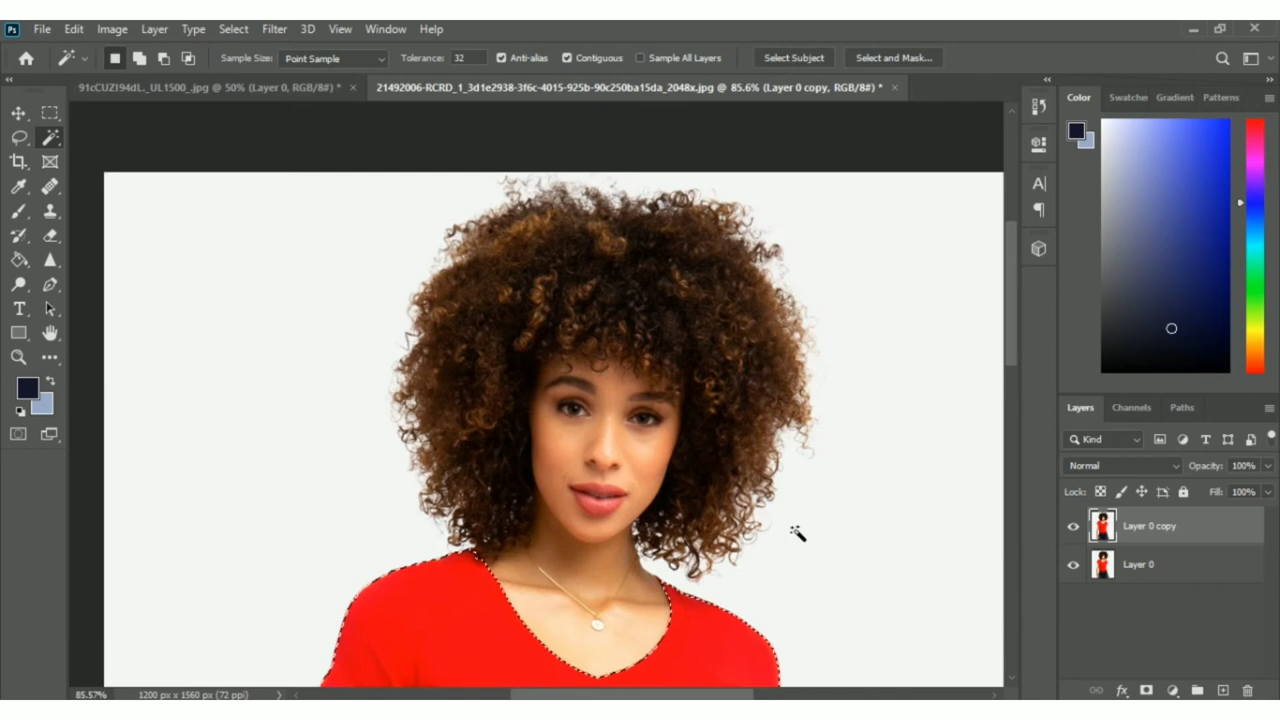 Ps File Edit Image Layer Type Select Filter 3D View Window Help
Sample Size: Point Sample Tolerance: 32 Anti-alias Contiguous Sample All Layers Select Subject Select and Mask...
91cCUZI94dL._UL1500_.jpg @ 50% (Layer 0, RGB/8#) * × 21492006-RCRD_1_3d1e2938-3f6c-4015-925b-90c250ba15da_2048x.jpg @ 85.6% (Layer 0 copy, RGB/8#) * ×
Color Swatche Gradient Patterns
Layers Channels Paths
Kind
Normal Opacity: 100%
Lock: Fill: 100%
Layer 0 copy
Layer 0
85.57% 1200 px x 1560 px (72 ppi)